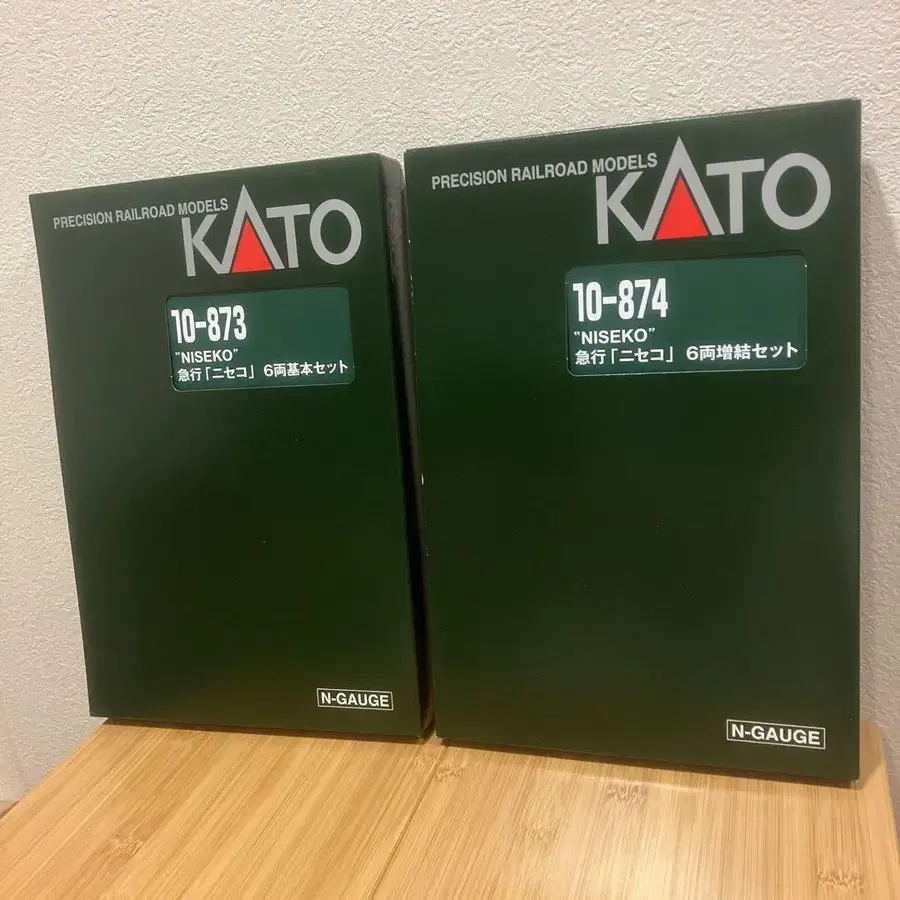 PRECISION RAILROAD MODELS
KATO
10-873
"NISEKO"
急行「ニセコ」 6両基本セット
N-GAUGE
PRECISION RAILROAD MODELS
KATO
10-874
"NISEKO"
急行「ニセコ」 6両増結セット
N-GAUGE